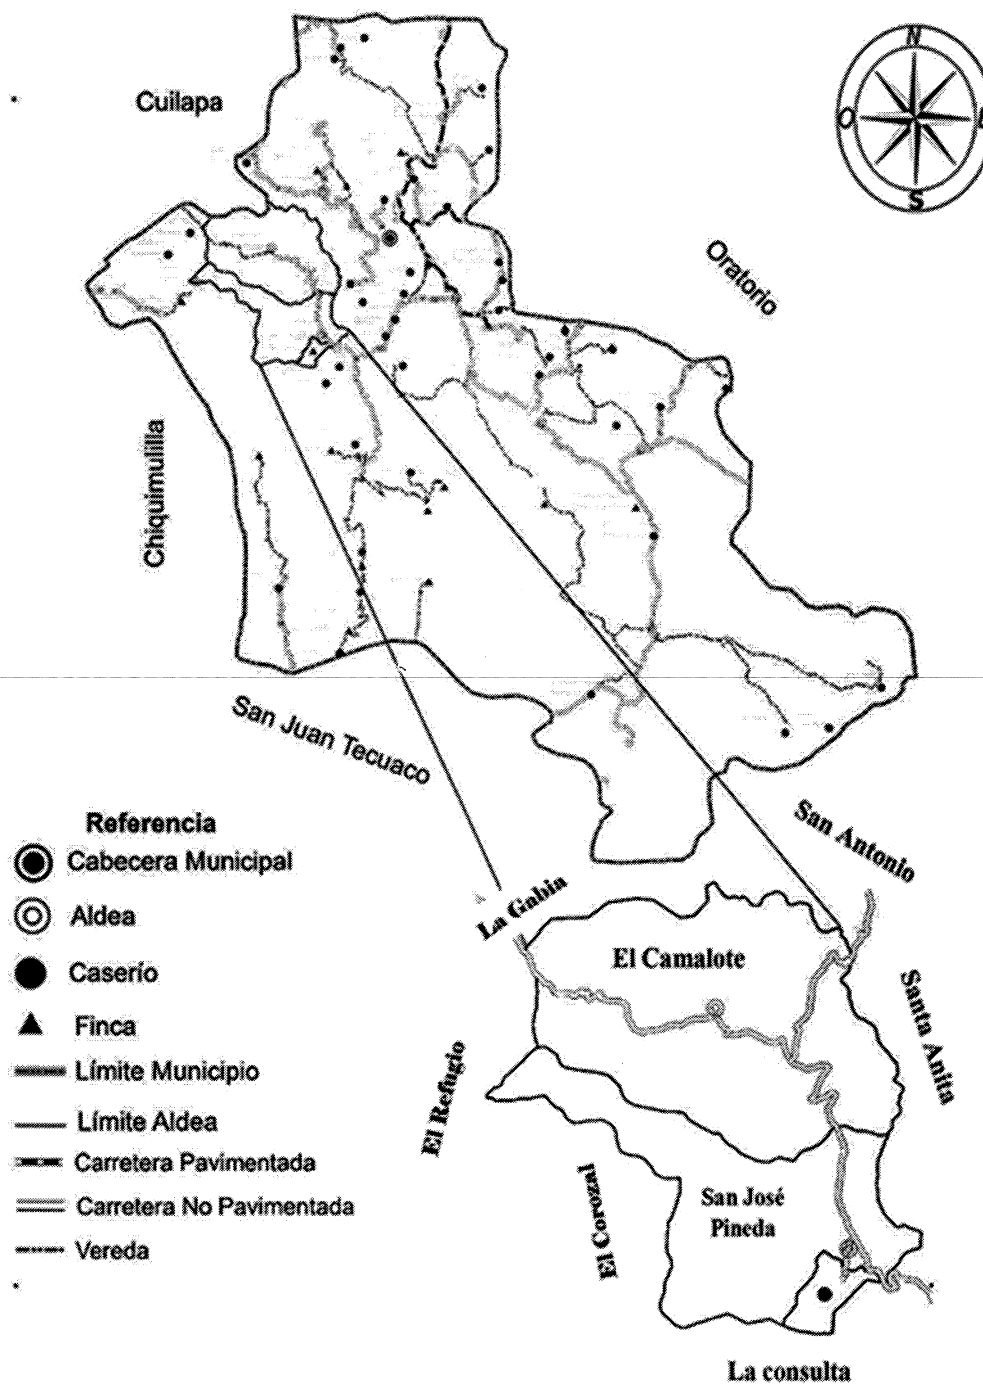 N
O
E
S
Cuilapa
Oratorio
Chiquimulilla
San Juan Tecuaco
Referencia
Cabecera Municipal
Aldea
Caserío
Finca
Límite Municipio
Límite Aldea
Carretera Pavimentada
Carretera No Pavimentada
Vereda
San Antonio
La Gabia
El Camalote
Santa Anita
El Refugio
El Corozal
San José
Pineda
La consulta